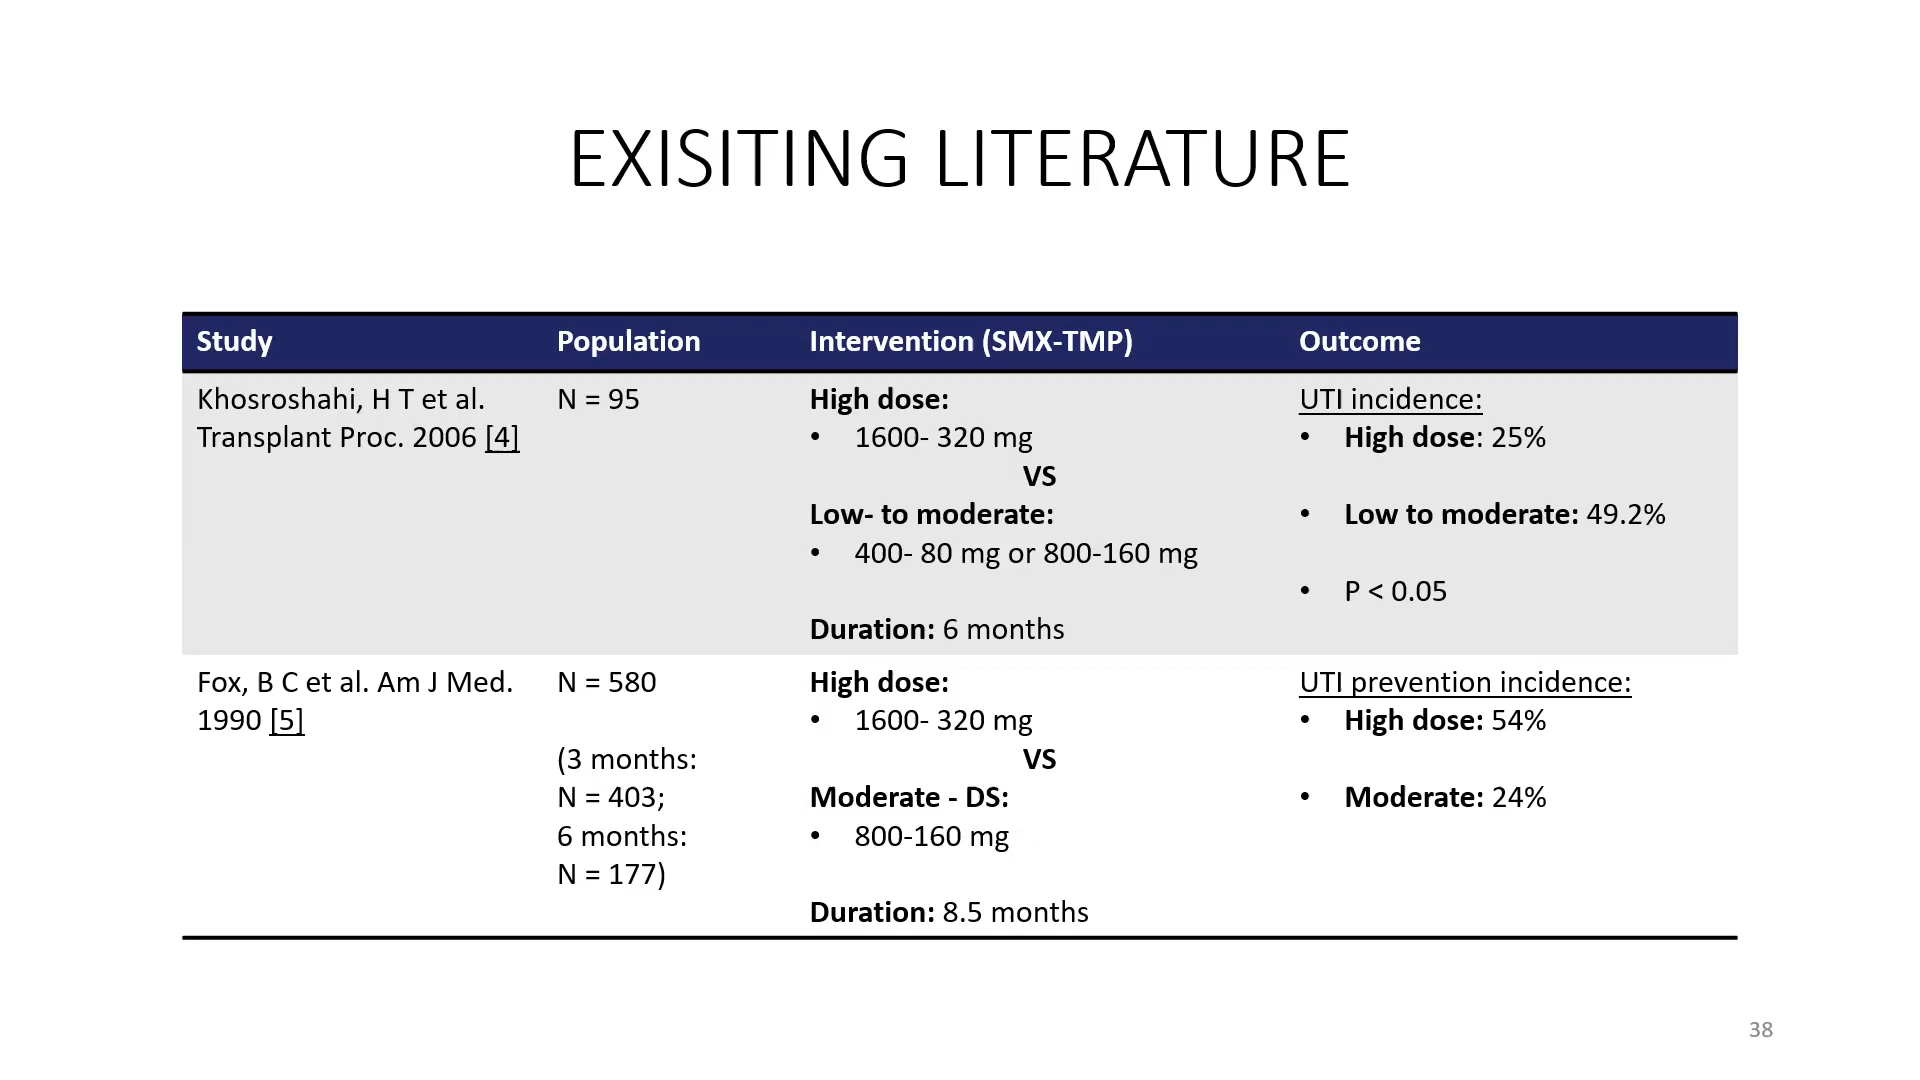 EXISITING LITERATURE
Study Population Intervention (SMX-TMP) Outcome
Khosroshahi, H T et al.
Transplant Proc. 2006 [4]
N = 95
High dose:
• 1600- 320 mg
VS
Low- to moderate:
• 400- 80 mg or 800-160 mg
Duration: 6 months
UTI incidence:
• High dose: 25%
• Low to moderate: 49.2%
• P < 0.05
Fox, B C et al. Am J Med.
1990 [5]
N = 580
(3 months:
N = 403;
6 months:
N = 177)
High dose:
• 1600- 320 mg
VS
Moderate - DS:
• 800-160 mg
Duration: 8.5 months
UTI prevention incidence:
• High dose: 54%
• Moderate: 24%
38